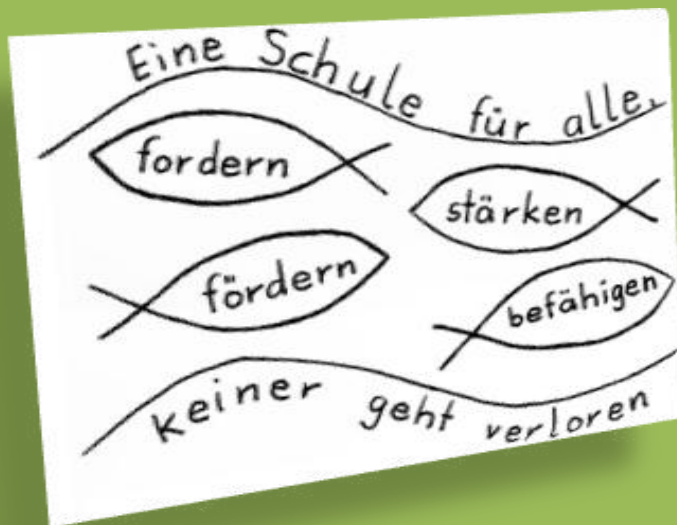 Eine Schule für alle,
fordern
stärken
fördern
befähigen
keiner geht verloren